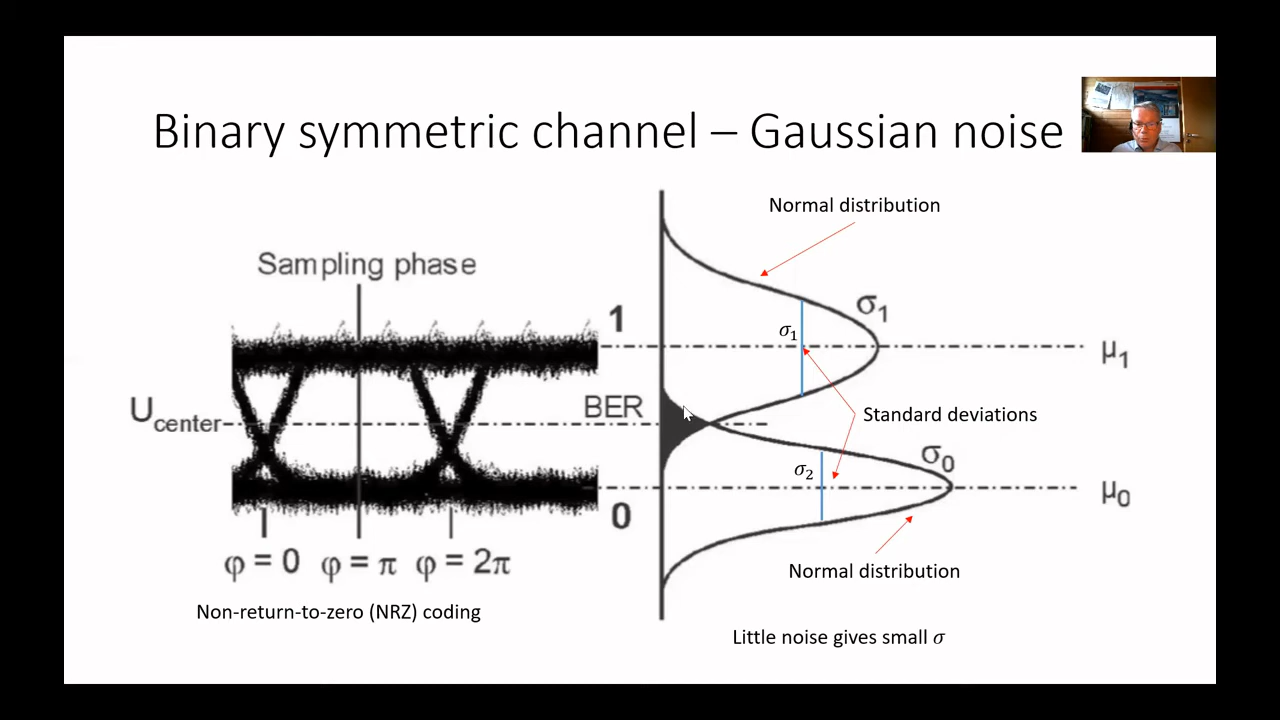 Binary symmetric channel – Gaussian noise
Normal distribution
Sampling phase
σ₁
1
σ₁
μ₁
U_center
BER
Standard deviations
σ₀
σ₂
μ₀
0
φ = 0 φ = π φ = 2π
Normal distribution
Non-return-to-zero (NRZ) coding
Little noise gives small σ